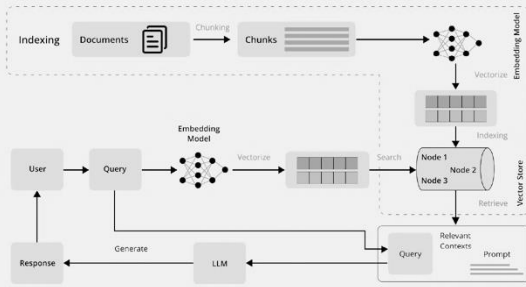 Indexing
Documents
Chunking
Chunks
Embedding Model
Vectorize
Indexing
Embedding
Model
User
Query
Vectorize
Search
Node 1
Node 2
Node 3
Vector Store
Retrieve
Relevant
Contexts
Query
Prompt
Generate
LLM
Response